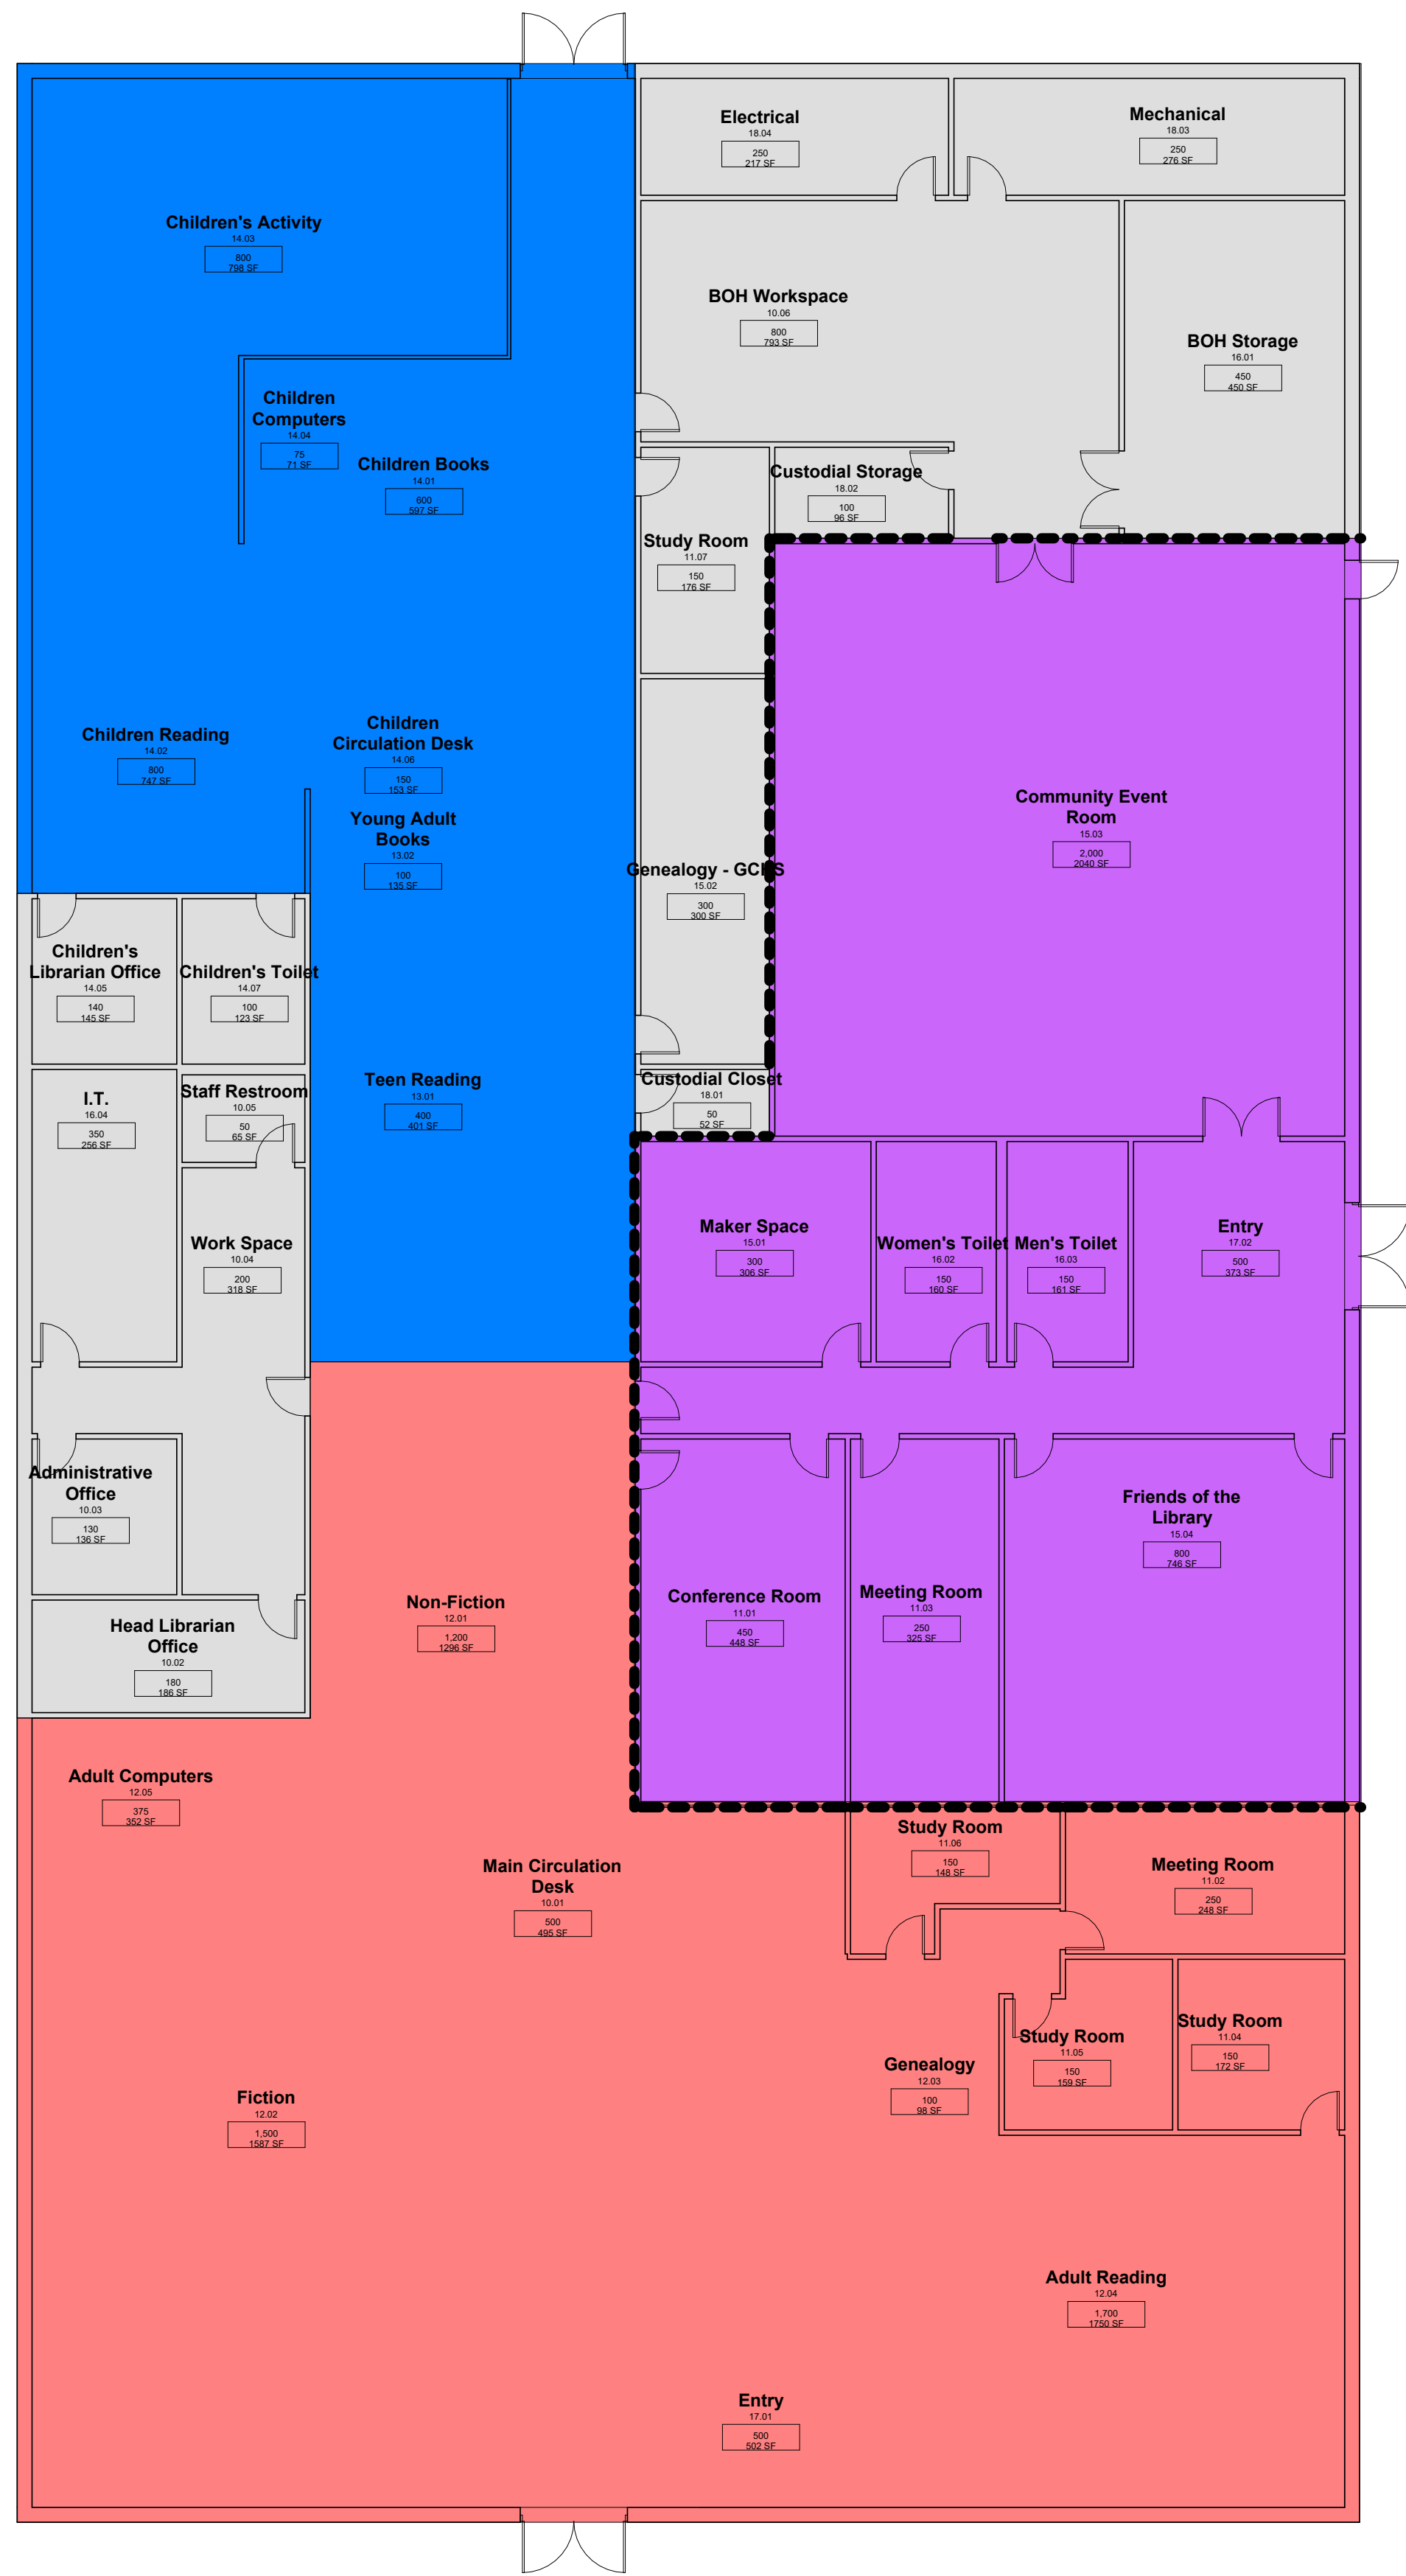 Electrical
18.04
250
217 SF
Mechanical
18.03
250
276 SF
Children's Activity
14.03
800
798 SF
BOH Workspace
10.06
800
793 SF
BOH Storage
16.01
450
450 SF
Children
Computers
14.04
75
71 SF
Children Books
14.01
600
597 SF
Custodial Storage
18.02
100
96 SF
Study Room
11.07
150
176 SF
Children Reading
14.02
800
747 SF
Children
Circulation Desk
14.06
150
153 SF
Young Adult
Books
13.02
100
135 SF
Community Event
Room
15.03
2,000
2040 SF
Genealogy - GCHS
15.02
300
300 SF
Children's
Librarian Office
14.05
140
145 SF
Children's Toilet
14.07
100
123 SF
I.T.
16.04
350
256 SF
Staff Restroom
10.05
50
65 SF
Teen Reading
13.01
400
401 SF
Custodial Closet
18.01
50
52 SF
Work Space
10.04
200
318 SF
Maker Space
15.01
300
306 SF
Women's Toilet
16.02
150
160 SF
Men's Toilet
16.03
150
161 SF
Entry
17.02
500
373 SF
Administrative
Office
10.03
130
136 SF
Friends of the
Library
15.04
800
746 SF
Non-Fiction
12.01
1,200
1296 SF
Conference Room
11.01
450
448 SF
Meeting Room
11.03
250
325 SF
Head Librarian
Office
10.02
180
186 SF
Adult Computers
12.05
375
352 SF
Main Circulation
Desk
10.01
500
495 SF
Study Room
11.06
150
148 SF
Meeting Room
11.02
250
248 SF
Study Room
11.05
150
159 SF
Study Room
11.04
150
172 SF
Genealogy
12.03
100
98 SF
Fiction
12.02
1,500
1587 SF
Adult Reading
12.04
1,700
1750 SF
Entry
17.01
500
502 SF